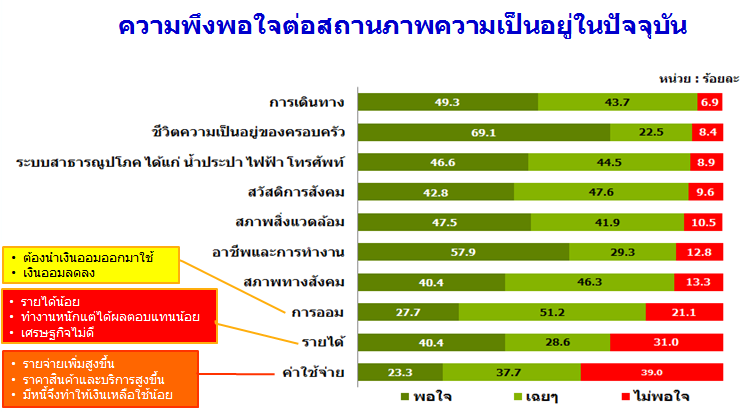 ความพึงพอใจต่อสถานภาพความเป็นอยู่ในปัจจุบัน
หน่วย : ร้อยละ
การเดินทาง 49.3 43.7 6.9
ชีวิตความเป็นอยู่ของครอบครัว 69.1 22.5 8.4
ระบบสาธารณูปโภค ได้แก่ น้ำประปา ไฟฟ้า โทรศัพท์ 46.6 44.5 8.9
สวัสดิการสังคม 42.8 47.6 9.6
สภาพสิ่งแวดล้อม 47.5 41.9 10.5
อาชีพและการทำงาน 57.9 29.3 12.8
สภาพทางสังคม 40.4 46.3 13.3
การออม 27.7 51.2 21.1
รายได้ 40.4 28.6 31.0
ค่าใช้จ่าย 23.3 37.7 39.0
• ต้องนำเงินออมออกมาใช้
• เงินออมลดลง
• รายได้น้อย
• ทำงานหนักแต่ได้ผลตอบแทนน้อย
• เศรษฐกิจไม่ดี
• รายจ่ายเพิ่มสูงขึ้น
• ราคาสินค้าและบริการสูงขึ้น
• มีหนี้จึงทำให้เงินเหลือใช้น้อย
พอใจ เฉยๆ ไม่พอใจ